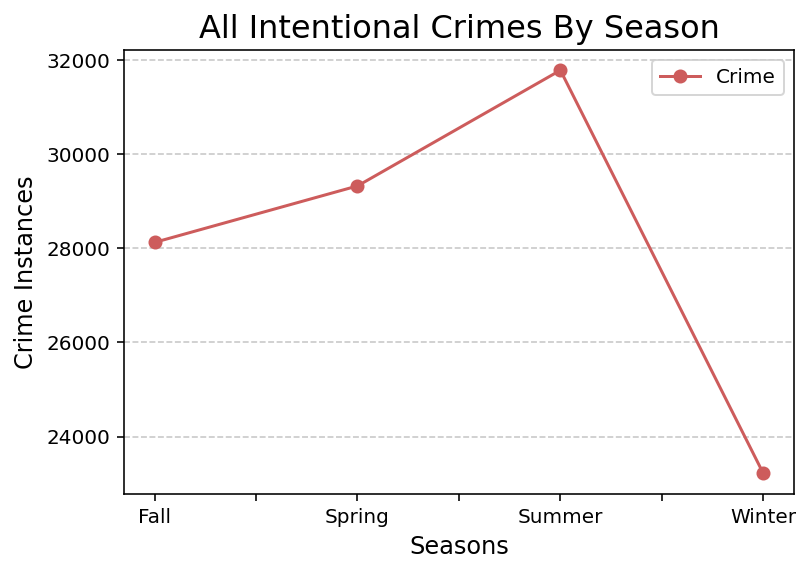 All Intentional Crimes By Season
Crime
32000
30000
28000
26000
24000
Crime Instances
Fall Spring Summer Winter
Seasons